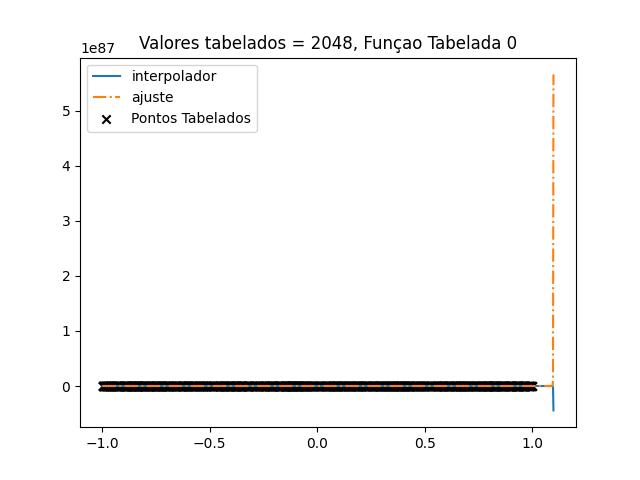 Valores tabelados = 2048, Funçao Tabelada 0
1e87
interpolador
ajuste
Pontos Tabelados
5
4
3
2
1
0
−1.0 −0.5 0.0 0.5 1.0